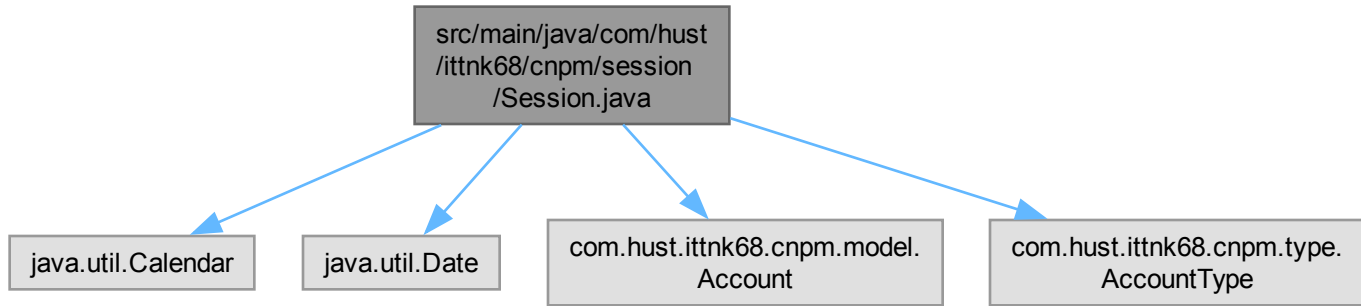 src/main/java/com/hust
/ittnk68/cnpm/session
/Session.java
java.util.Calendar
java.util.Date
com.hust.ittnk68.cnpm.model.
Account
com.hust.ittnk68.cnpm.type.
AccountType